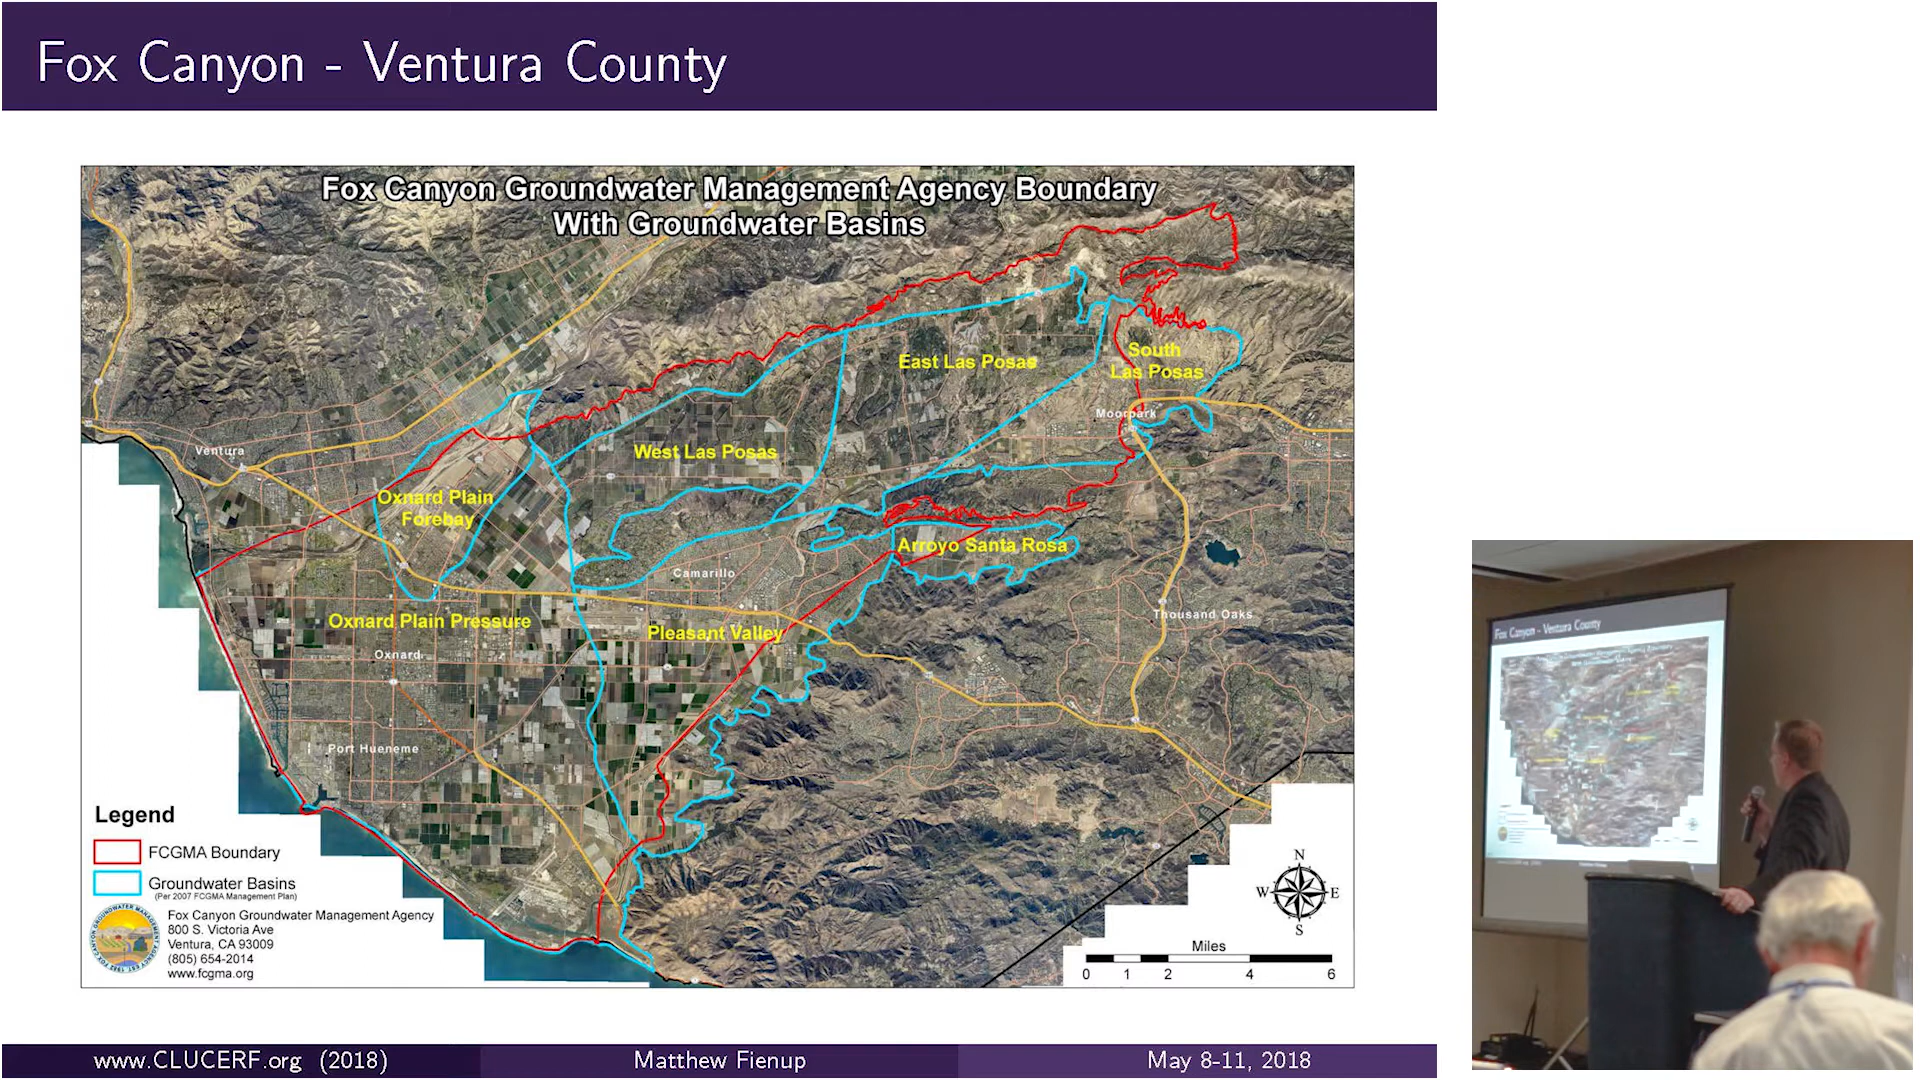 Fox Canyon - Ventura County
Fox Canyon Groundwater Management Agency Boundary
With Groundwater Basins
East Las Posas
South
Las Posas
Moorpark
Ventura
West Las Posas
Oxnard Plain
Forebay
Arroyo Santa Rosa
Camarillo
Oxnard Plain Pressure
Pleasant Valley
Thousand Oaks
Oxnard
Port Hueneme
Legend
FCGMA Boundary
Groundwater Basins
(Per 2007 FCGMA Management Plan)
Fox Canyon Groundwater Management Agency
800 S. Victoria Ave
Ventura, CA 93009
(805) 654-2014
www.fcgma.org
N
W E
S
Miles
0 1 2 4 6
www.CLUCERF.org (2018) Matthew Fienup May 8-11, 2018
Fox Canyon - Ventura County